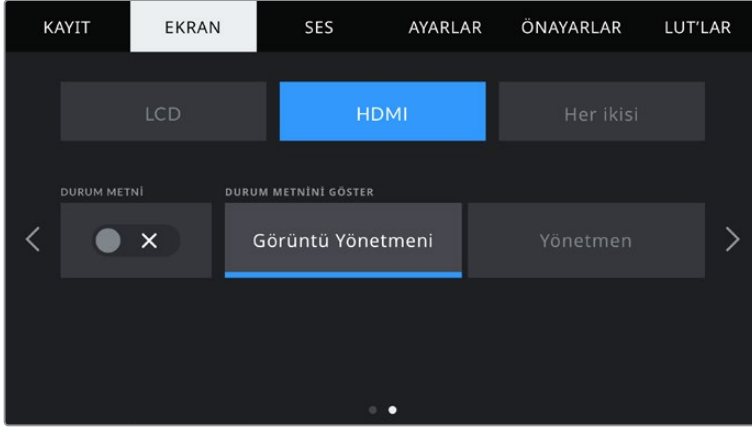 KAYIT EKRAN SES AYARLAR ÖNAYARLAR LUT'LAR
LCD HDMI Her ikisi
DURUM METNİ DURUM METNİNİ GÖSTER
Görüntü Yönetmeni Yönetmen